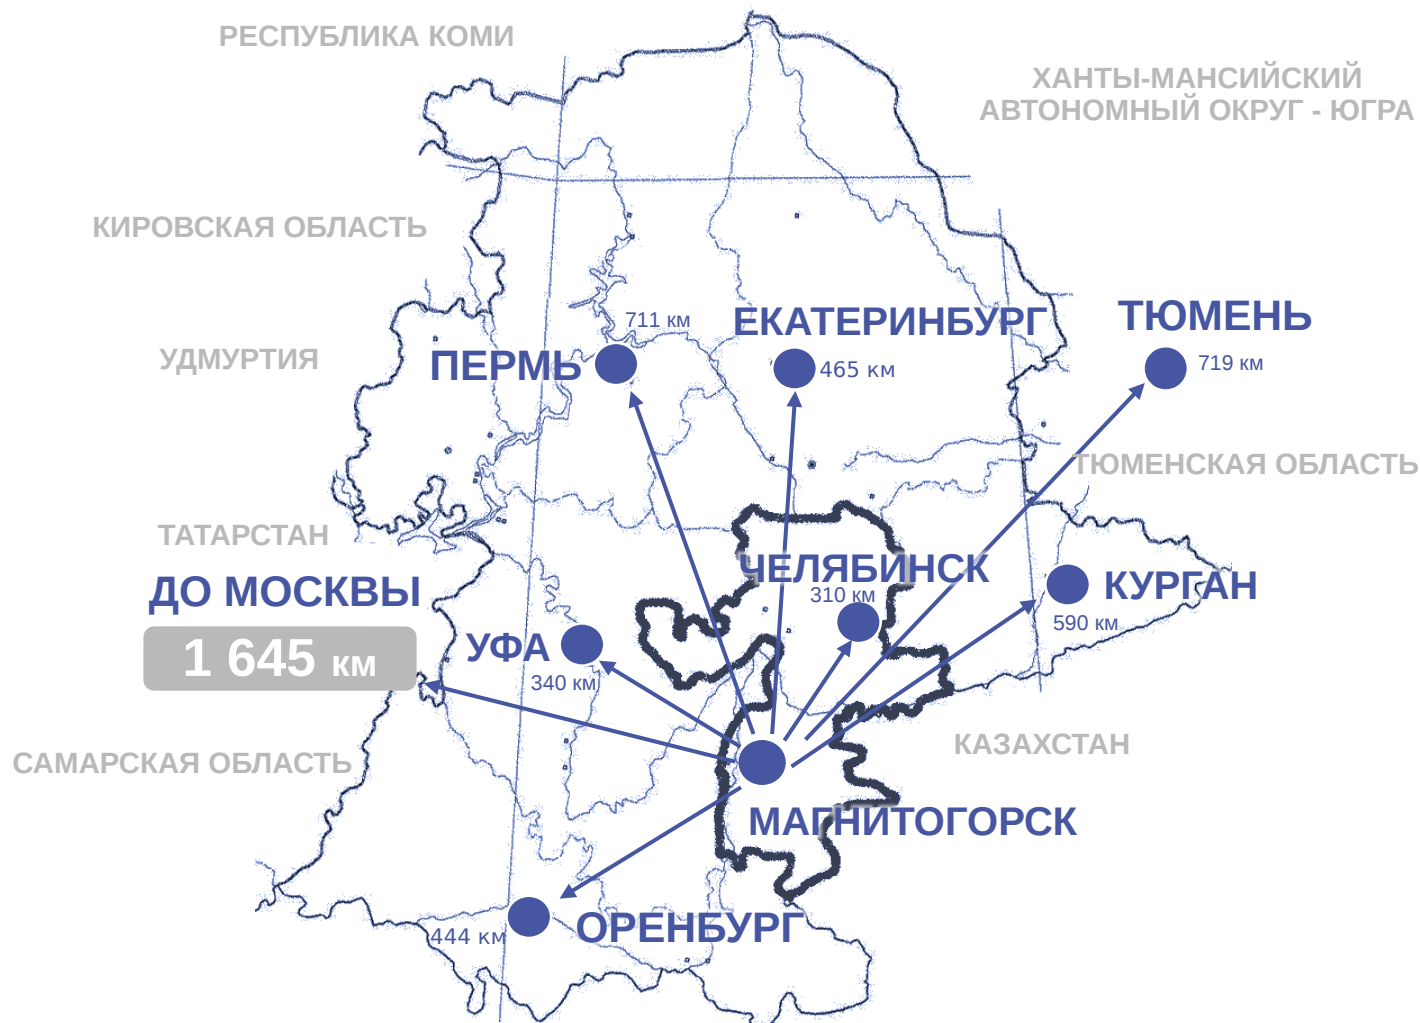 РЕСПУБЛИКА КОМИ
ХАНТЫ-МАНСИЙСКИЙ
АВТОНОМНЫЙ ОКРУГ - ЮГРА
КИРОВСКАЯ ОБЛАСТЬ
711 км
ЕКАТЕРИНБУРГ
ТЮМЕНЬ
УДМУРТИЯ
ПЕРМЬ
465 км
719 км
ТЮМЕНСКАЯ ОБЛАСТЬ
ТАТАРСТАН
ЧЕЛЯБИНСК
310 км
ДО МОСКВЫ
КУРГАН
590 км
1 645 км
УФА
340 км
КАЗАХСТАН
САМАРСКАЯ ОБЛАСТЬ
МАГНИТОГОРСК
ОРЕНБУРГ
444 км